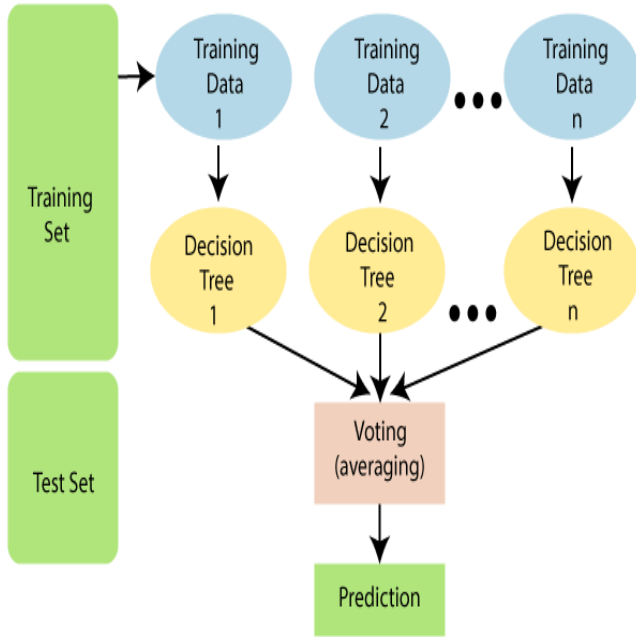 Training
Data
1
Training
Data
2
Training
Data
n
Training
Set
Decision
Tree
1
Decision
Tree
2
Decision
Tree
n
Test Set
Voting
(averaging)
Prediction